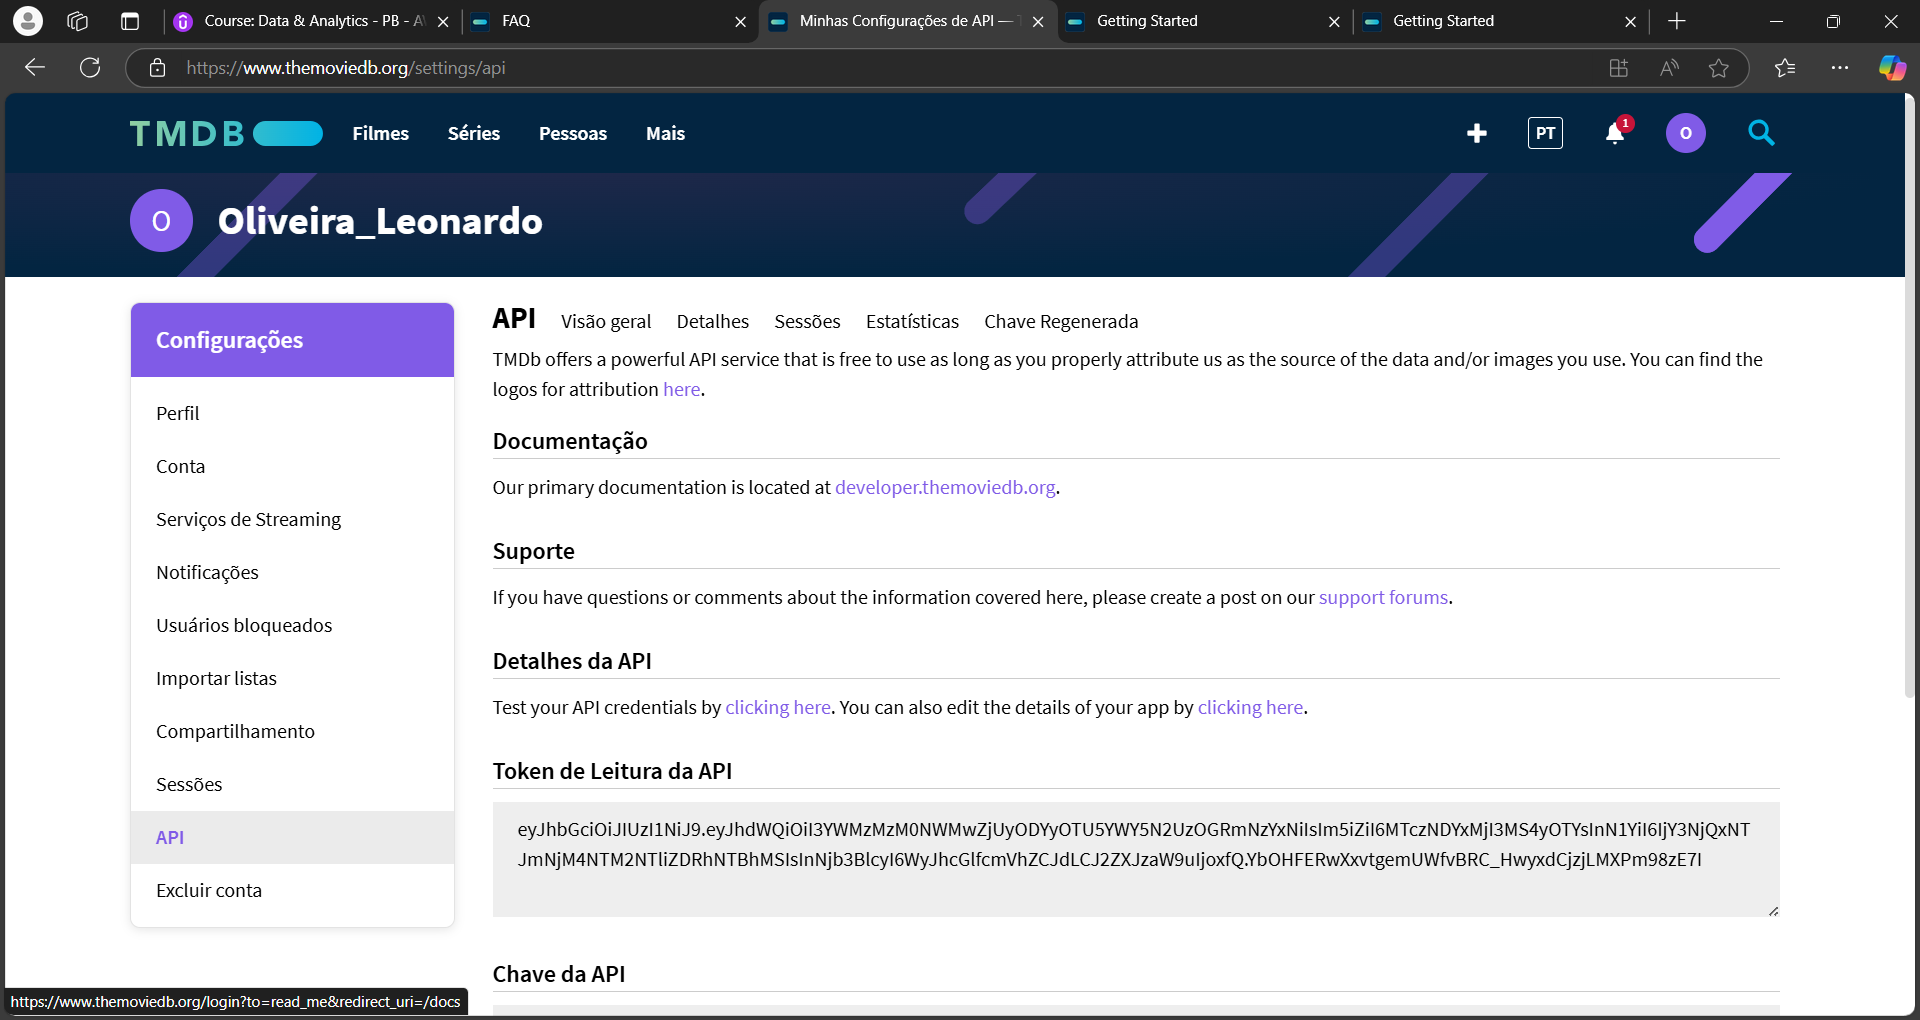 Course: Data & Analytics - PB - A
FAQ
Minhas Configurações de API — T
Getting Started
Getting Started
https://www.themoviedb.org/settings/api
TMDB
Filmes
Séries
Pessoas
Mais
PT
1
O
O
Oliveira_Leonardo
Configurações
Perfil
Conta
Serviços de Streaming
Notificações
Usuários bloqueados
Importar listas
Compartilhamento
Sessões
API
Excluir conta
API Visão geral Detalhes Sessões Estatísticas Chave Regenerada
TMDb offers a powerful API service that is free to use as long as you properly attribute us as the source of the data and/or images you use. You can find the
logos for attribution here.
Documentação
Our primary documentation is located at developer.themoviedb.org.
Suporte
If you have questions or comments about the information covered here, please create a post on our support forums.
Detalhes da API
Test your API credentials by clicking here. You can also edit the details of your app by clicking here.
Token de Leitura da API
eyJhbGciOiJIUzI1NiJ9.eyJhdWQiOiI3YWMzMzM0NWMwZjUyODYyOTU5YWY5N2UzOGRmNzYxNiIsIm5iZiI6MTczNDYxMjI3MS4yOTYsInN1YiI6IjY3NjQxNT
JmNjM4NTM2NTliZDRhNTBhMSIsInNjb3BlcyI6WyJhcGlfcmVhZCJdLCJ2ZXJzaW9uIjoxfQ.YbOHFERwXxvtgemUWfvBRC_HwyxdCjzjLMXPm98zE7I
Chave da API
https://www.themoviedb.org/login?to=read_me&redirect_uri=/docs